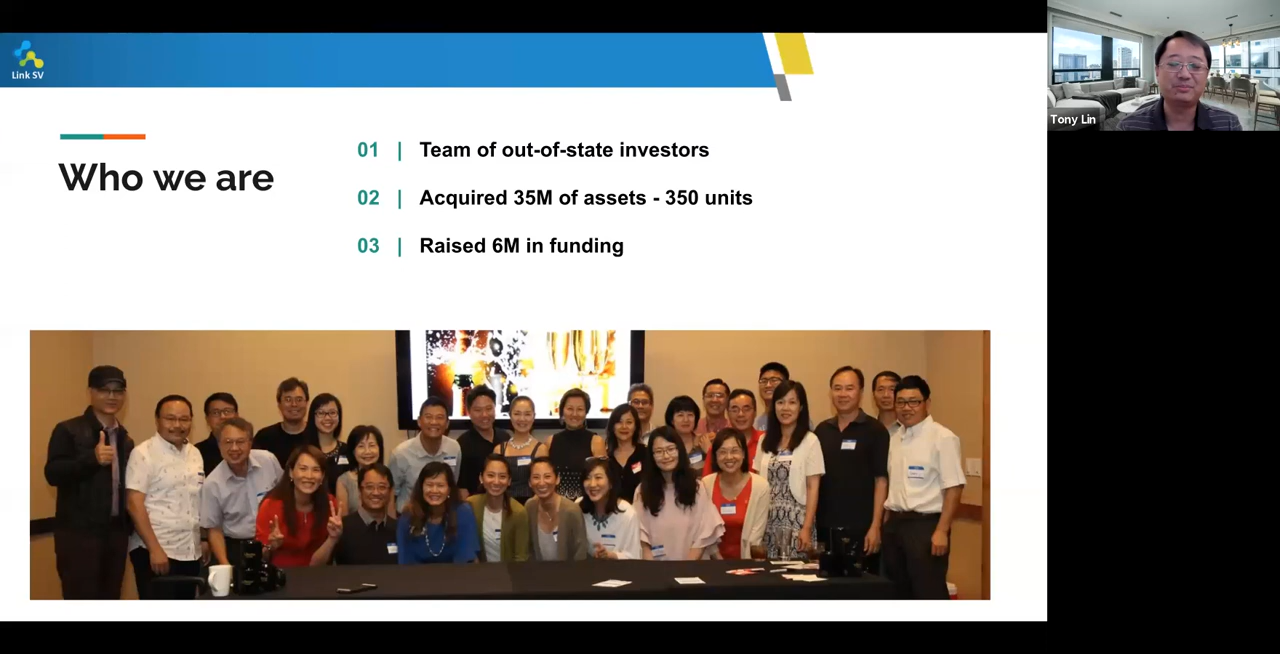 Link SV
Who we are
01 | Team of out-of-state investors
02 | Acquired 35M of assets - 350 units
03 | Raised 6M in funding
Tony Lin